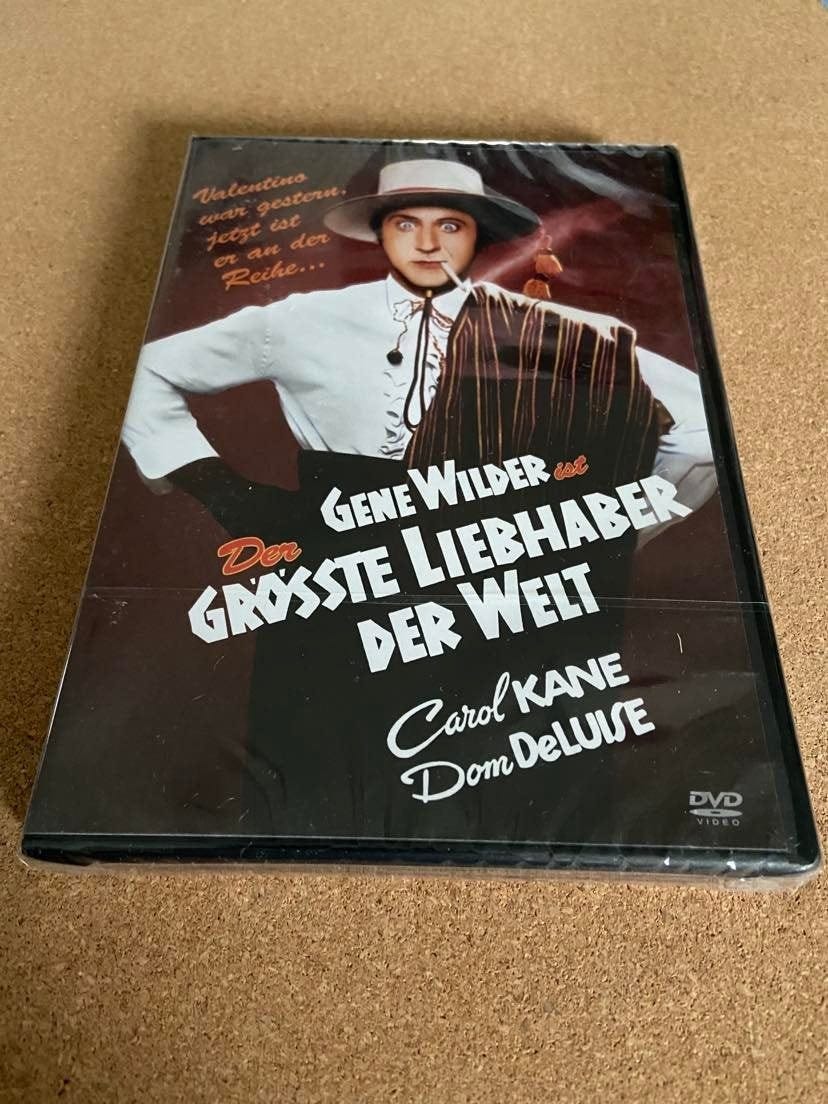 Valentino
war gestern,
jetzt ist
er an der
Reihe...
GENE WILDER ist
Der
GRÖSSTE LIEBHABER
DER WELT
Carol KANE
Dom DeLUISE
DVD
VIDEO